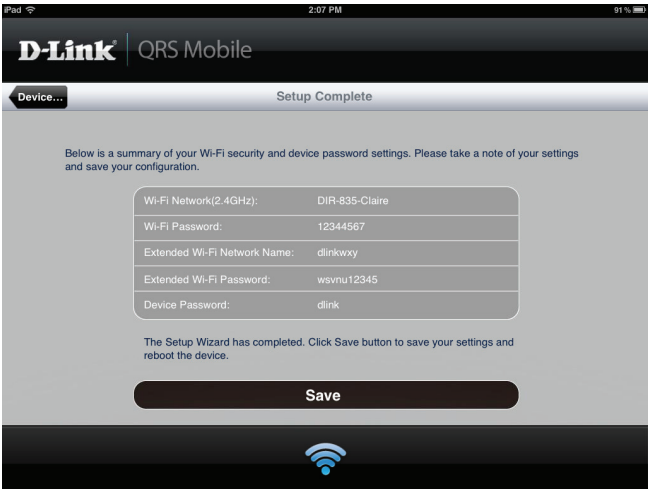 iPad 2:07 PM 91%
D-Link QRS Mobile
Device... Setup Complete
Below is a summary of your Wi-Fi security and device password settings. Please take a note of your settings
and save your configuration.
Wi-Fi Network(2.4GHz): DIR-835-Claire
Wi-Fi Password: 12344567
Extended Wi-Fi Network Name: dlinkwxy
Extended Wi-Fi Password: wsvnu12345
Device Password: dlink
The Setup Wizard has completed. Click Save button to save your settings and
reboot the device.
Save